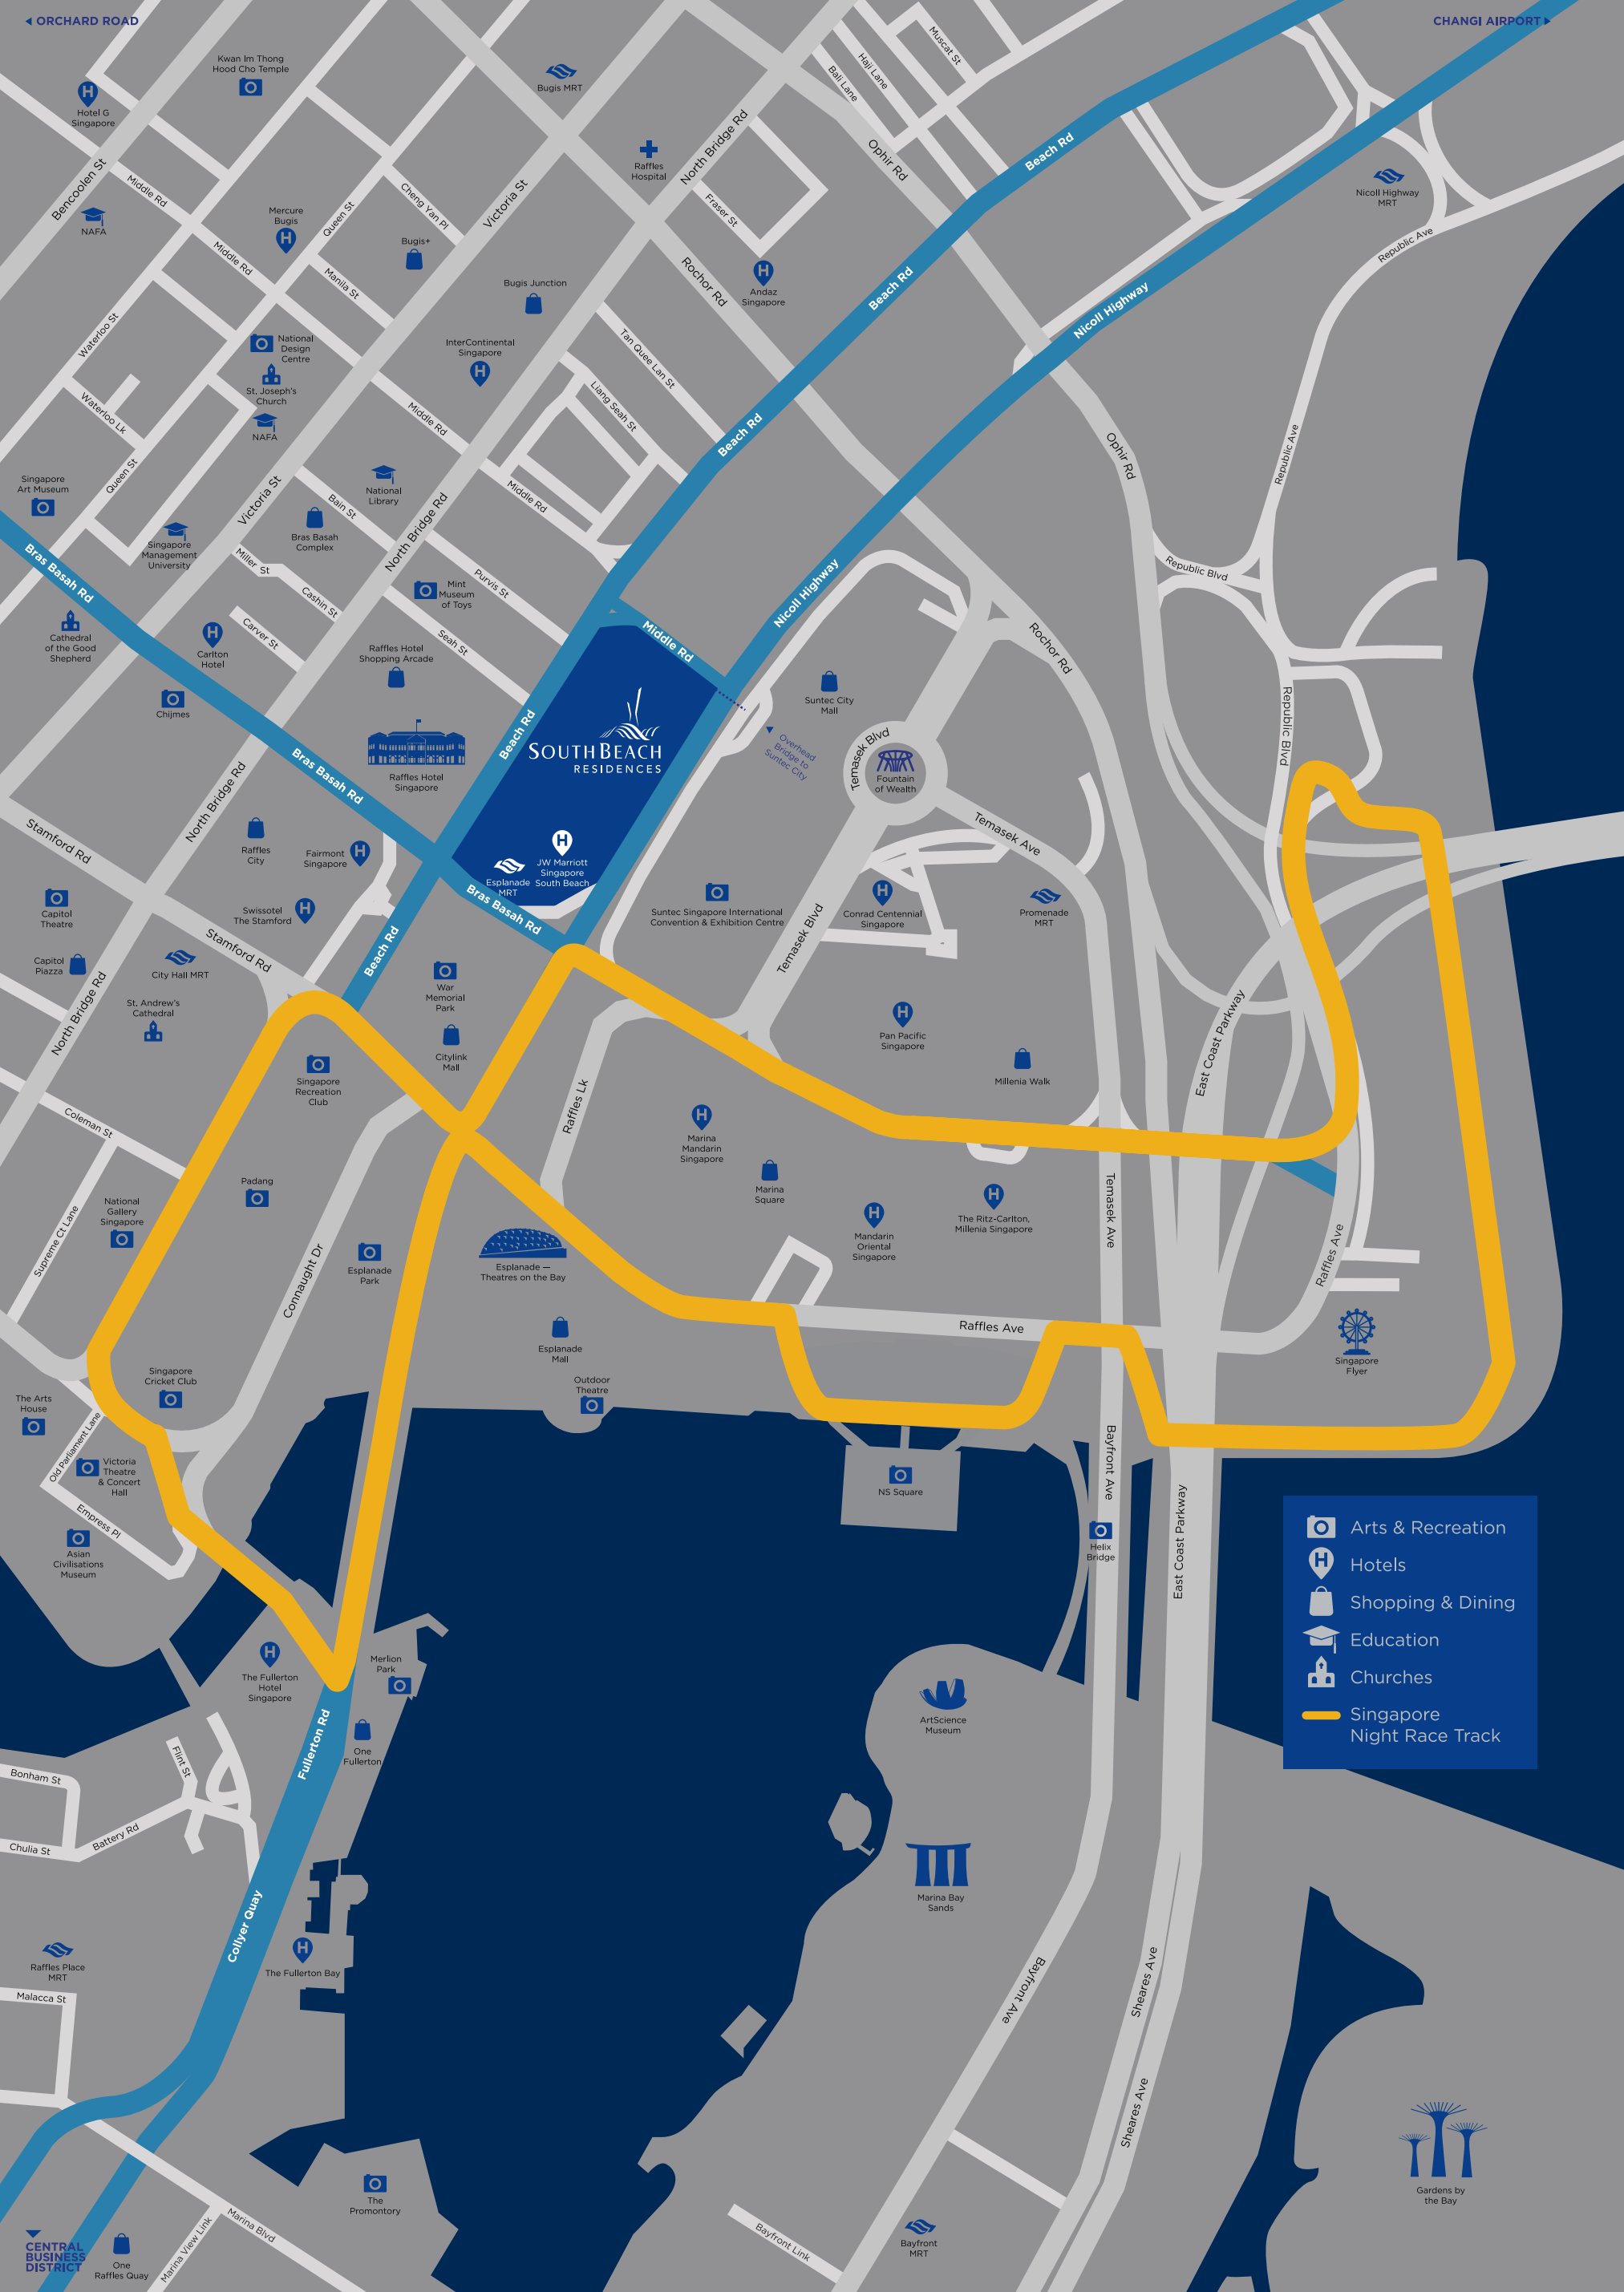 ORCHARD ROAD
CHANGI AIRPORT
Kwan Im Thong
Hood Cho Temple
Bugis MRT
Hotel G
Singapore
Muscat St
Haji Lane
Bali Lane
Bencoolen St
Middle Rd
NAFA
Mercure
Bugis
Queen St
Cheng Yan Pl
Victoria St
North Bridge Rd
Raffles
Hospital
Ophir Rd
Beach Rd
Nicoll Highway
MRT
Republic Ave
Fraser St
Middle Rd
Manila St
Bugis+
Bugis Junction
Rochor Rd
Andaz
Singapore
Beach Rd
Nicoll Highway
Waterloo St
National
Design
Centre
St, Joseph's
Church
NAFA
InterContinental
Singapore
Tan Quee Lan St
Liang Seah St
Waterloo Lk
Queen St
Middle Rd
Beach Rd
Ophir Rd
Republic Ave
Singapore
Art Museum
Victoria St
National
Library
Bain St
Bras Basah
Complex
North Bridge Rd
Middle Rd
Singapore
Management
University
Miller St
Cashin St
Carver St
Bras Basah Rd
Cathedral
of the Good
Shepherd
Carlton
Hotel
Chijmes
Mint
Museum
of Toys
Purvis St
Seah St
Raffles Hotel
Shopping Arcade
Raffles Hotel
Singapore
Middle Rd
Nicoll Highway
Republic Blvd
Rochor Rd
Republic Blvd
SOUTHBEACH
RESIDENCES
Beach Rd
Overhead
Bridge to
Suntec City
Suntec City
Mall
Temasek Blvd
Fountain
of Wealth
Temasek Ave
Bras Basah Rd
North Bridge Rd
Stamford Rd
Raffles
City
Fairmont
Singapore
JW Marriott
Singapore
South Beach
Esplanade
MRT
Bras Basah Rd
Suntec Singapore International
Convention & Exhibition Centre
Conrad Centennial
Singapore
Promenade
MRT
Temasek Blvd
Capitol
Theatre
Swissotel
The Stamford
Stamford Rd
Capitol
Piazza
City Hall MRT
Beach Rd
War
Memorial
Park
St, Andrew's
Cathedral
North Bridge Rd
Citylink
Mall
Pan Pacific
Singapore
Millenia Walk
East Coast Parkway
Singapore
Recreation
Club
Coleman St
Raffles Lk
Marina
Mandarin
Singapore
Marina
Square
Padang
National
Gallery
Singapore
Supreme Ct Lane
Connaught Dr
Esplanade
Park
Esplanade —
Theatres on the Bay
Mandarin
Oriental
Singapore
The Ritz-Carlton,
Millenia Singapore
Temasek Ave
Raffles Ave
Raffles Ave
Singapore
Flyer
Esplanade
Mall
Outdoor
Theatre
Singapore
Cricket Club
The Arts
House
Old Parliament Lane
Victoria
Theatre
& Concert
Hall
Empress Pl
Asian
Civilisations
Museum
NS Square
Bayfront Ave
Helix
Bridge
East Coast Parkway
Arts & Recreation
Hotels
Shopping & Dining
Education
Churches
Singapore
Night Race Track
The Fullerton
Hotel
Singapore
Merlion
Park
Fullerton Rd
One
Fullerton
Flint St
Bonham St
Chulia St
Battery Rd
ArtScience
Museum
Marina Bay
Sands
Collyer Quay
The Fullerton Bay
Raffles Place
MRT
Malacca St
Bayfront Ave
Sheares Ave
Sheares Ave
The
Promontory
Gardens by
the Bay
CENTRAL
BUSINESS
DISTRICT
One
Raffles Quay
Marina View Link
Marina Blvd
Bayfront Link
Bayfront
MRT